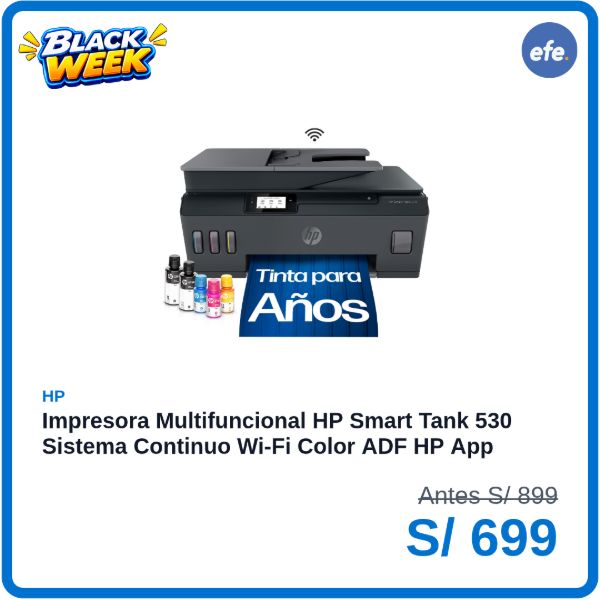 BLACK
WEEK
efe.
hp
Tinta para
Años
HP
Impresora Multifuncional HP Smart Tank 530
Sistema Continuo Wi-Fi Color ADF HP App
Antes S/ 899
S/ 699